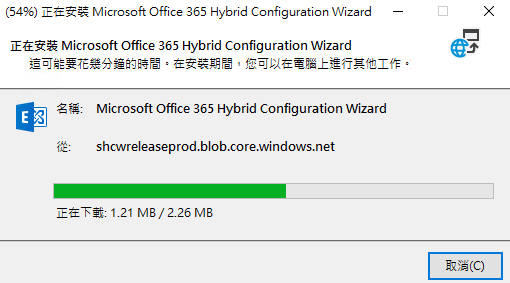 (54%) 正在安裝 Microsoft Office 365 Hybrid Configuration Wizard
正在安裝 Microsoft Office 365 Hybrid Configuration Wizard
這可能要花幾分鐘的時間。在安裝期間，您可以在電腦上進行其他工作。
名稱: Microsoft Office 365 Hybrid Configuration Wizard
從: shcwreleaseprod.blob.core.windows.net
正在下載: 1.21 MB / 2.26 MB
取消(C)